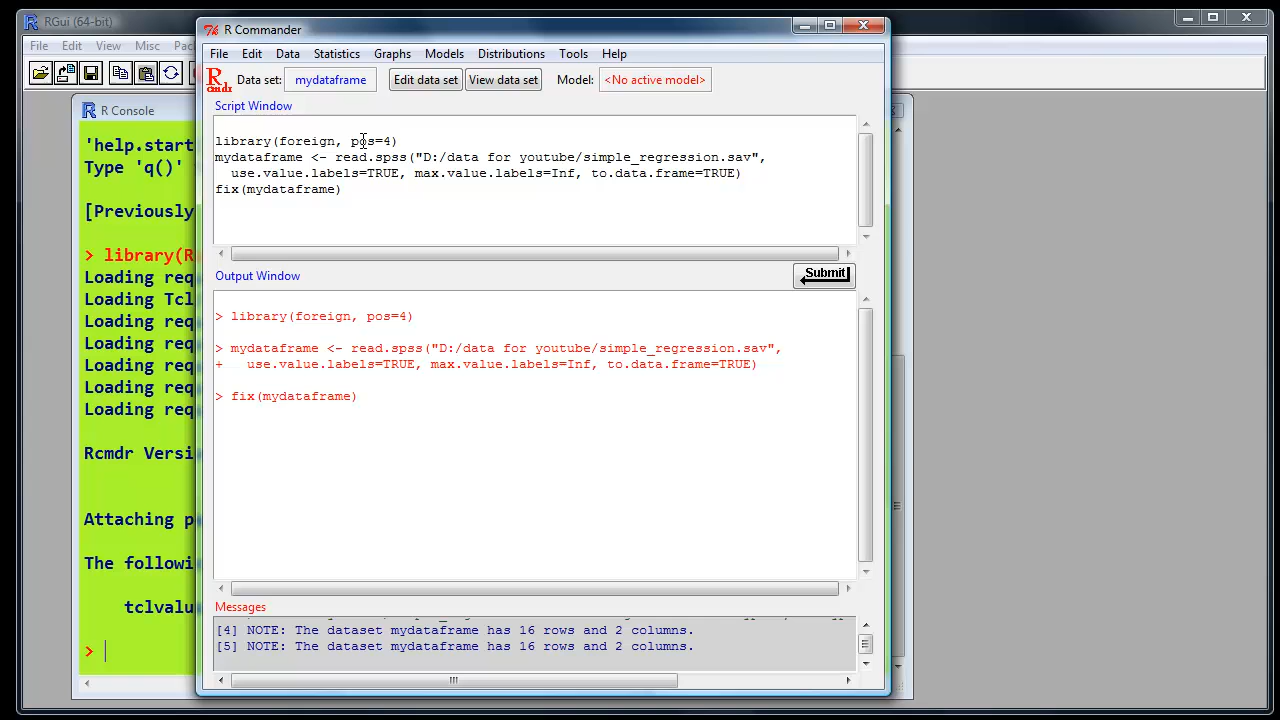 RGui (64-bit)
File Edit View Misc
R Console
'help.start
Type 'q()'
[Previously
> library(R
Loading req
Loading Tcl
Loading req
Loading req
Loading req
Loading req
Loading req
Rcmdr Versi
Attaching p
The followi
tclvalu
>
R Commander
File Edit Data Statistics Graphs Models Distributions Tools Help
R cmdr Data set: mydataframe Edit data set View data set Model: <No active model>
Script Window
library(foreign, pos=4)
mydataframe <- read.spss("D:/data for youtube/simple_regression.sav",
use.value.labels=TRUE, max.value.labels=Inf, to.data.frame=TRUE)
fix(mydataframe)
Output Window
Submit
> library(foreign, pos=4)
> mydataframe <- read.spss("D:/data for youtube/simple_regression.sav",
+ use.value.labels=TRUE, max.value.labels=Inf, to.data.frame=TRUE)
> fix(mydataframe)
Messages
[4] NOTE: The dataset mydataframe has 16 rows and 2 columns.
[5] NOTE: The dataset mydataframe has 16 rows and 2 columns.